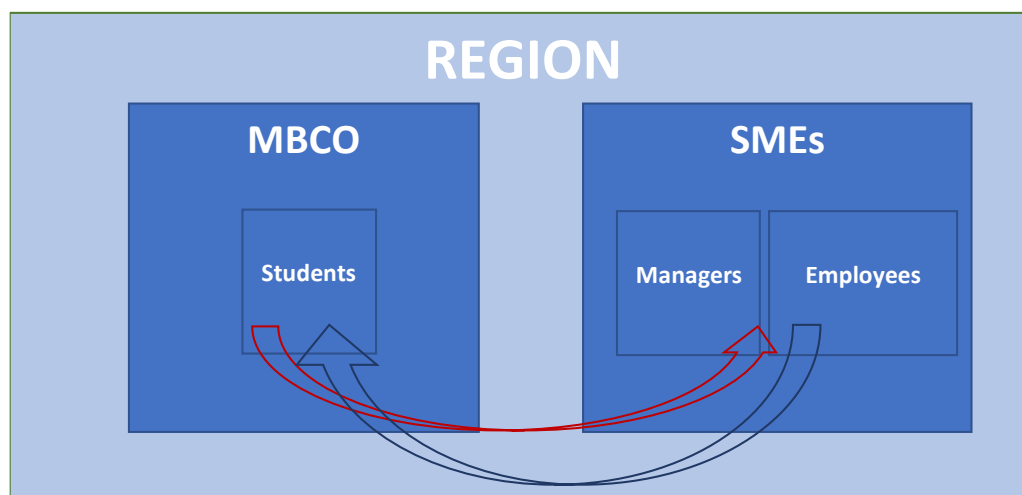 REGION
MBCO
SMEs
Students
Managers
Employees